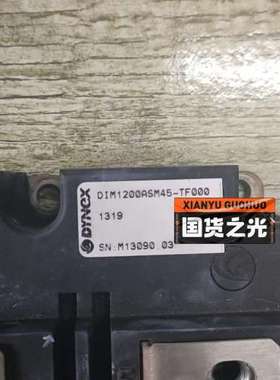 DYNEX
DIM1200ASM45-TF000
1319
SN:M13090 03
XIANYU GUOHUO
国货之光